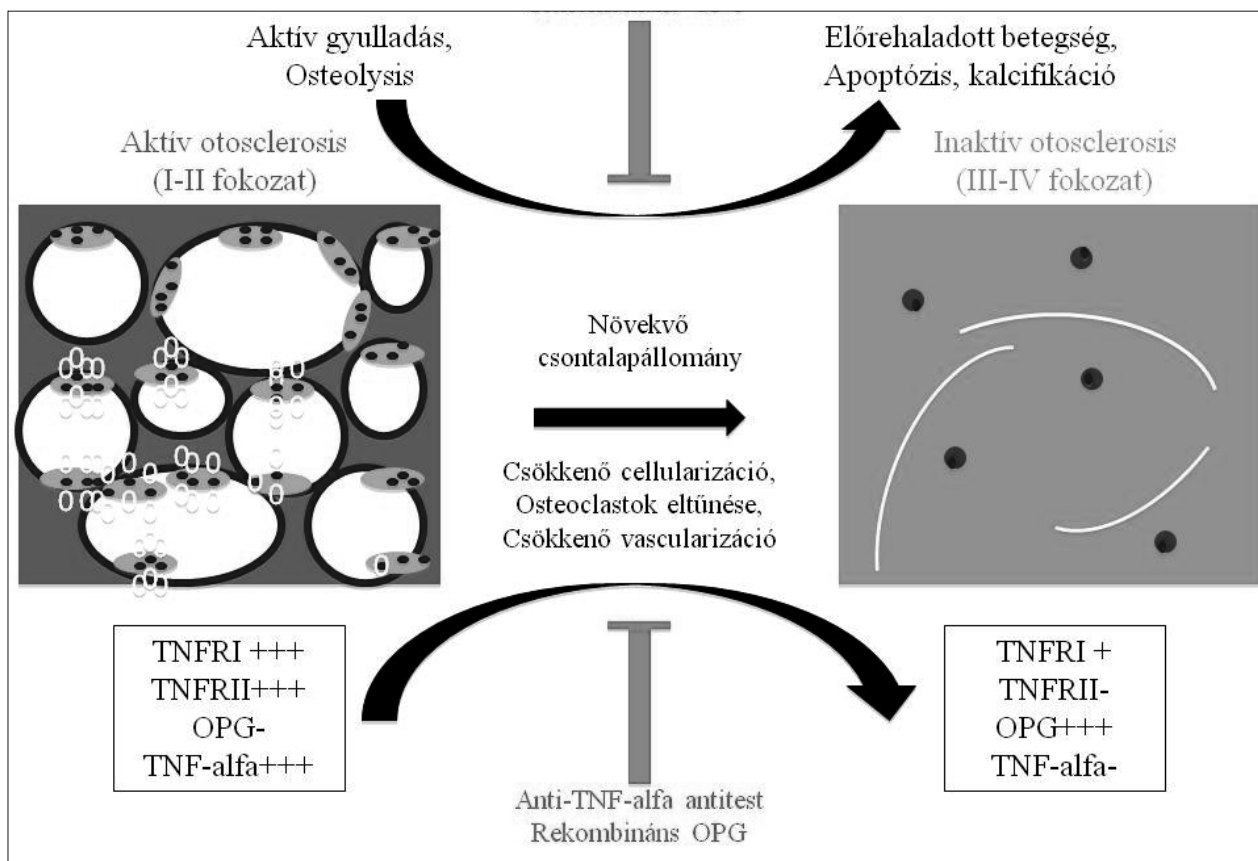 Aktív gyulladás,
Osteolysis
Előrehaladott betegség,
Apoptózis, kalcifikáció
Aktív otosclerosis
(I-II fokozat)
Inaktív otosclerosis
(III-IV fokozat)
Növekvő
csontalapállomány
Csökkenő cellularizáció,
Osteoclastok eltűnése,
Csökkenő vascularizáció
TNFRI +++
TNFRII+++
OPG-
TNF-alfa+++
TNFRI +
TNFRII-
OPG+++
TNF-alfa-
Anti-TNF-alfa antitest
Rekombináns OPG